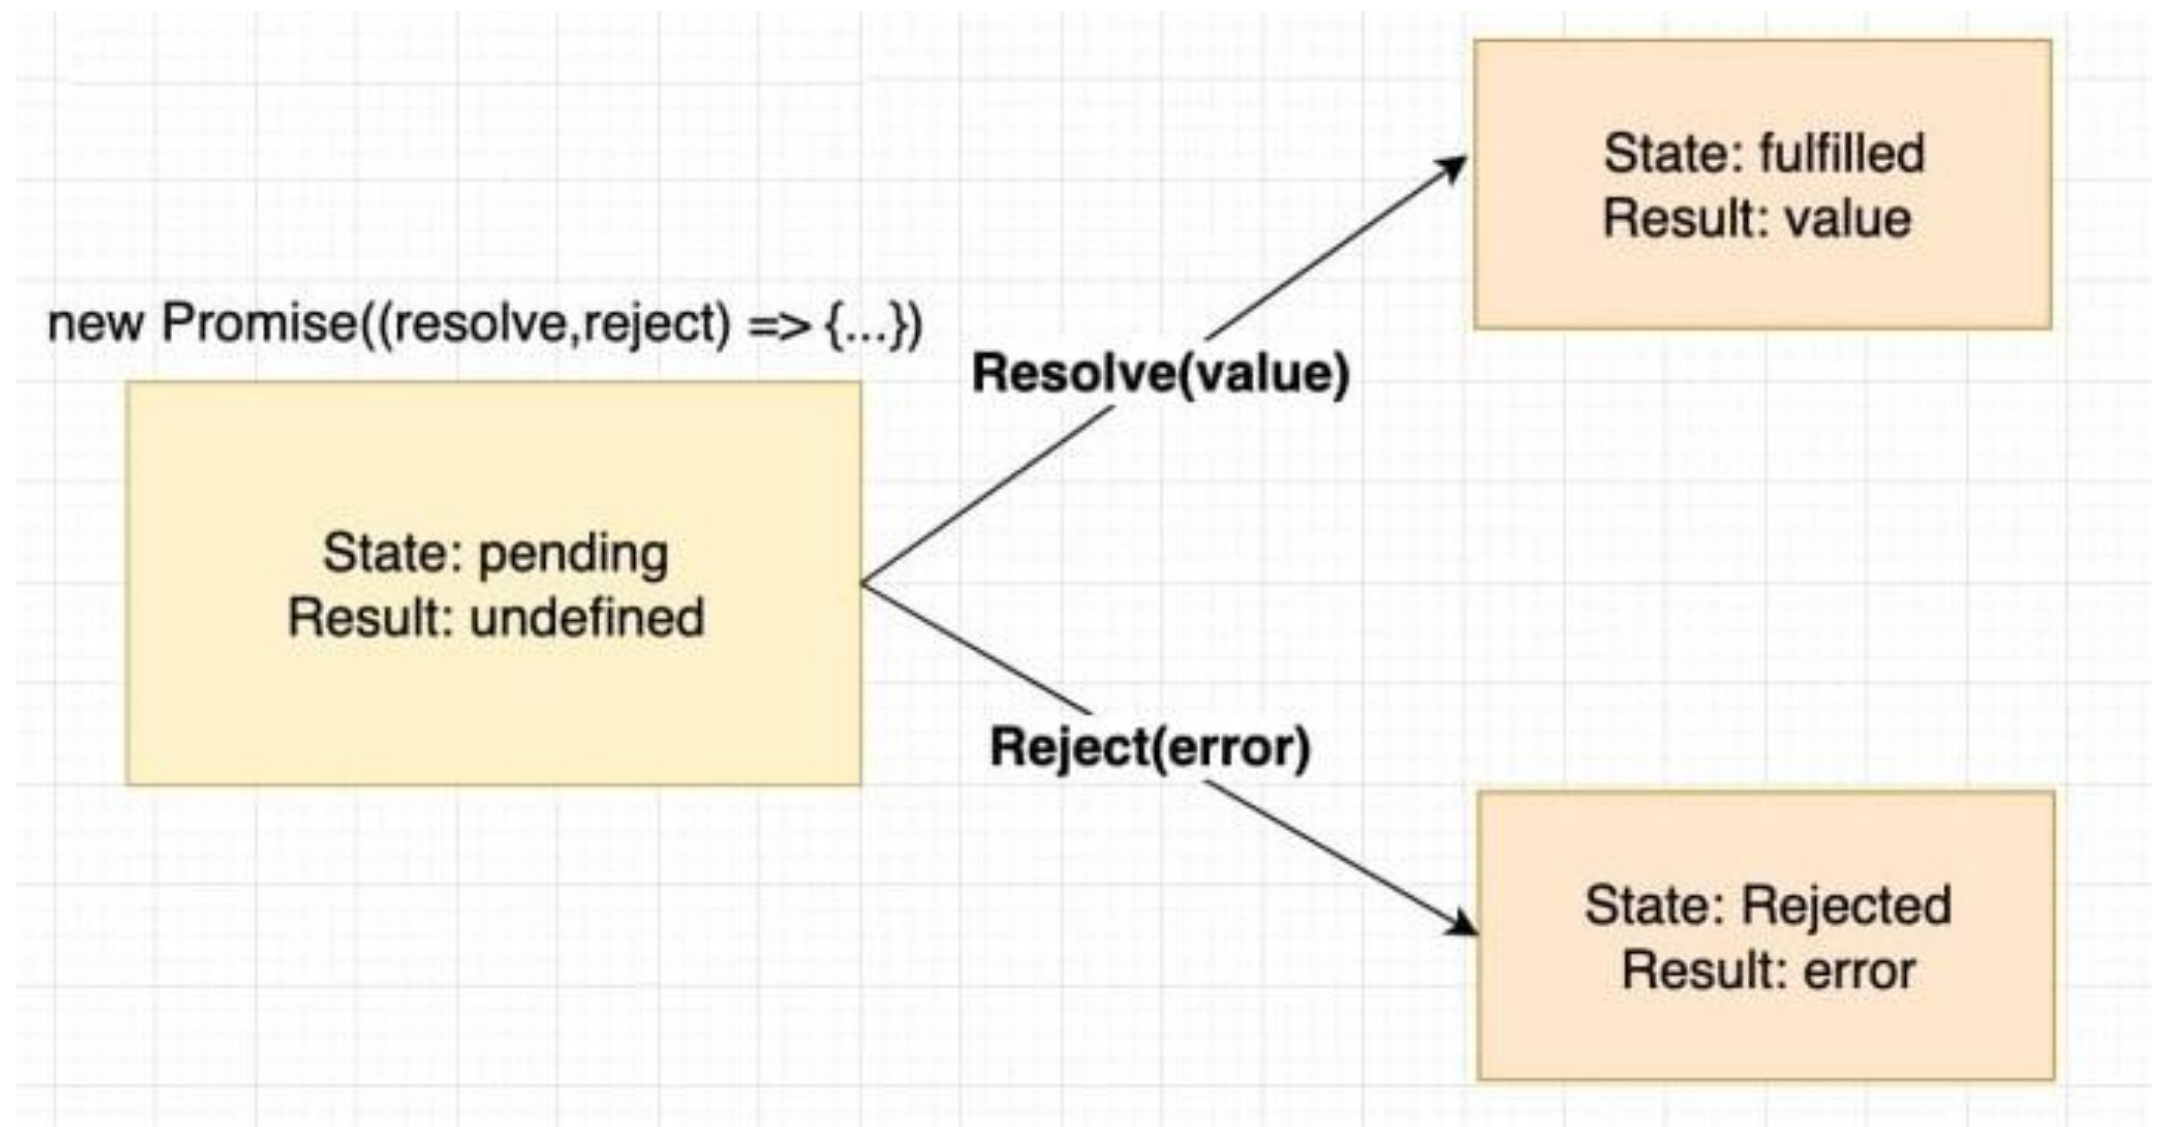 new Promise((resolve,reject) => {...})
State: pending
Result: undefined
Resolve(value)
State: fulfilled
Result: value
Reject(error)
State: Rejected
Result: error